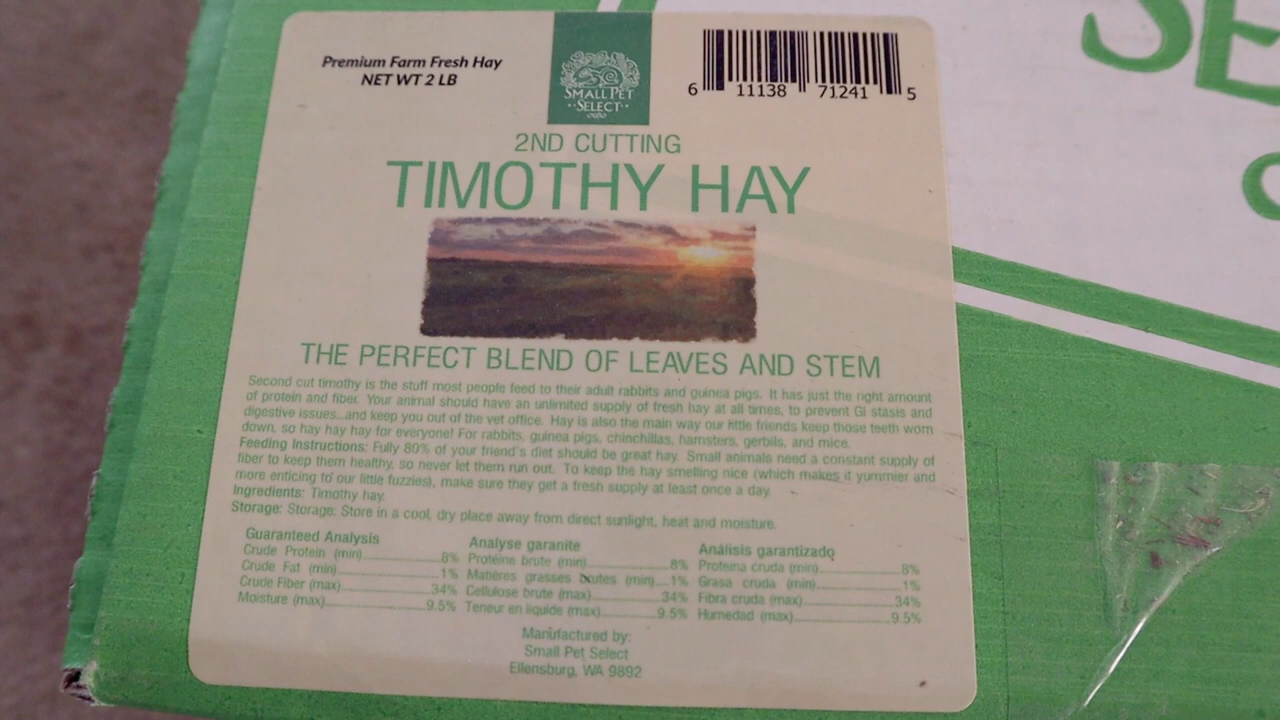 Premium Farm Fresh Hay
NET WT 2 LB
SMALL PET
SELECT
6 11138 71241 5
SE
2ND CUTTING
TIMOTHY HAY
THE PERFECT BLEND OF LEAVES AND STEM
Second cut timothy is the stuff most people feed to their adult rabbits and guinea pigs. It has just the right amount
of protein and fiber. Your animal should have an unlimited supply of fresh hay at all times, to prevent GI stasis and
digestive issues...and keep you out of the vet office. Hay is also the main way our little friends keep those teeth worn
down, so hay hay hay for everyone! For rabbits, guinea pigs, chinchillas, hamsters, gerbils, and mice.
Feeding Instructions: Fully 80% of your friend's diet should be great hay. Small animals need a constant supply of
fiber to keep them healthy, so never let them run out. To keep the hay smelling nice (which makes it yummier and
more enticing to our little fuzzies), make sure they get a fresh supply at least once a day.
Ingredients: Timothy hay.
Storage: Storage: Store in a cool, dry place away from direct sunlight, heat and moisture.
Guaranteed Analysis
Crude Protein (min) 8%
Crude Fat (min) 1%
Crude Fiber (max) 34%
Moisture (max) 9.5%
Analyse garanite
Protéine brute (min) 8%
Matières grasses brutes (min) 1%
Cellulose brute (max) 34%
Teneur en liquide (max) 9.5%
Análisis garantizado
Proteina cruda (min) 8%
Grasa cruda (min) 1%
Fibra cruda (max) 34%
Humedad (max) 9.5%
Manufactured by:
Small Pet Select
Ellensburg, WA 9892